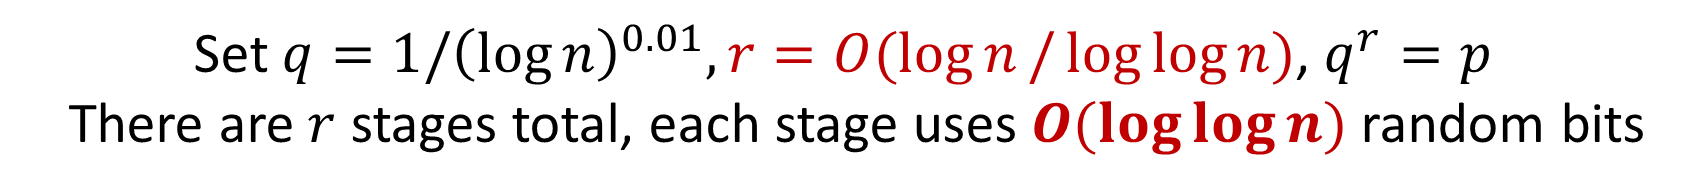 Set q = 1/(log n)^0.01, r = O(log n / log log n), q^r = p
There are r stages total, each stage uses O(log log n) random bits